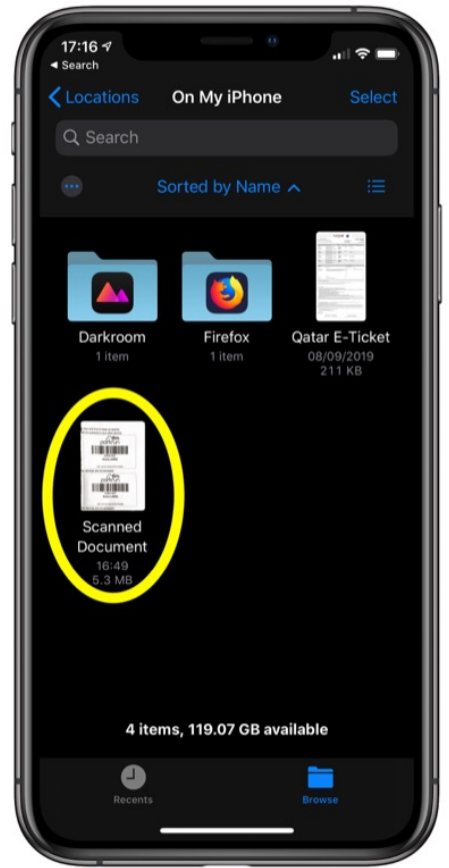 17:16
Search
Locations
On My iPhone
Select
Search
Sorted by Name
Darkroom
1 item
Firefox
1 item
Qatar E-Ticket
08/09/2019
211 KB
Scanned
Document
16:49
5.3 MB
4 items, 119.07 GB available
Recents
Browse